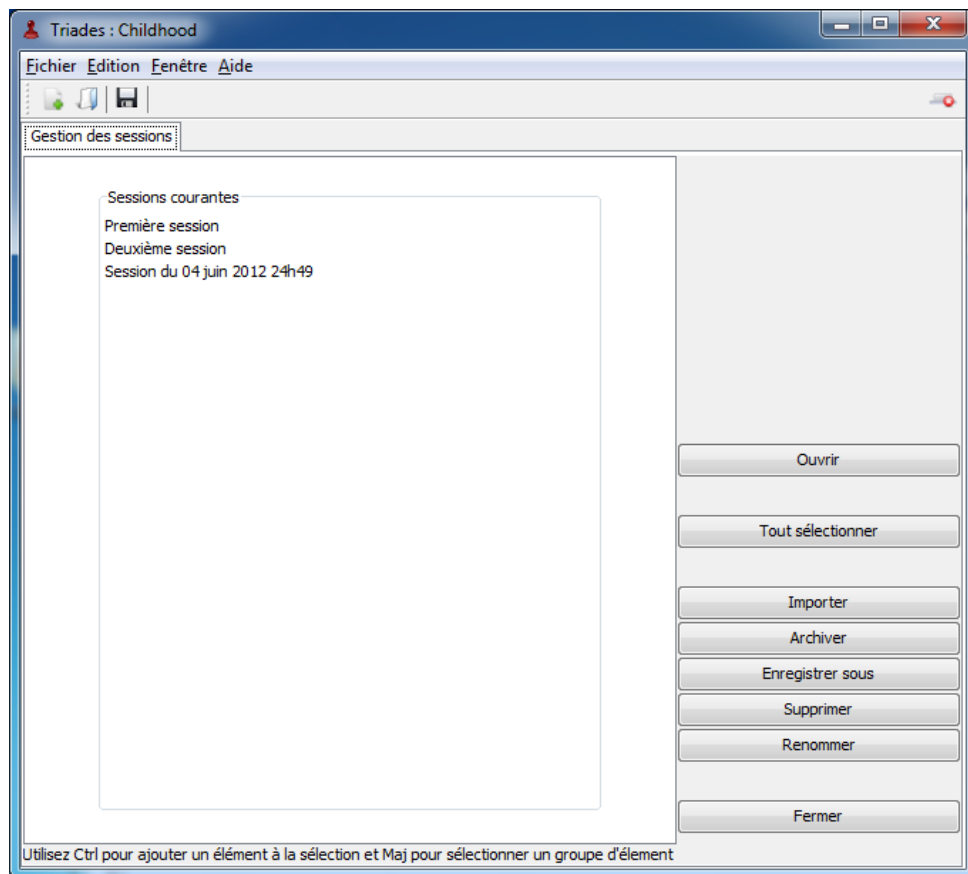 Triades : Childhood
Fichier Edition Fenêtre Aide
Gestion des sessions
Sessions courantes
Première session
Deuxième session
Session du 04 juin 2012 24h49
Ouvrir
Tout sélectionner
Importer
Archiver
Enregistrer sous
Supprimer
Renommer
Fermer
Utilisez Ctrl pour ajouter un élément à la sélection et Maj pour sélectionner un groupe d'élement